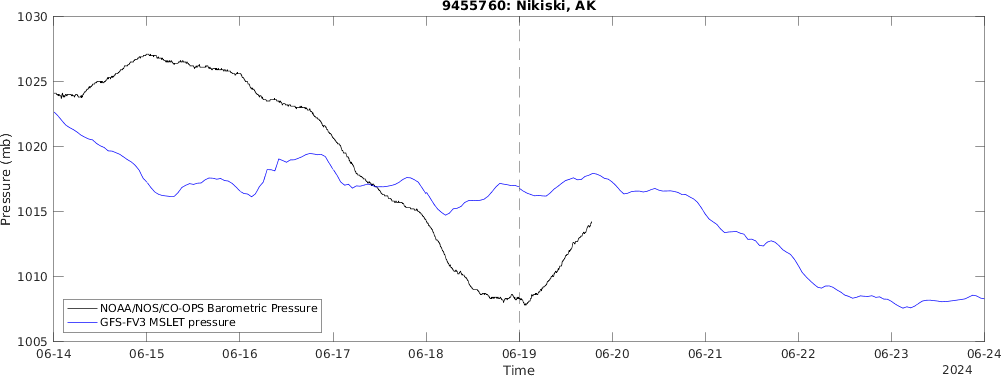 9455760: Nikiski, AK
Pressure (mb)
1030
1025
1020
1015
1010
1005
NOAA/NOS/CO-OPS Barometric Pressure
GFS-FV3 MSLET pressure
06-14 06-15 06-16 06-17 06-18 06-19 06-20 06-21 06-22 06-23 06-24
Time
2024